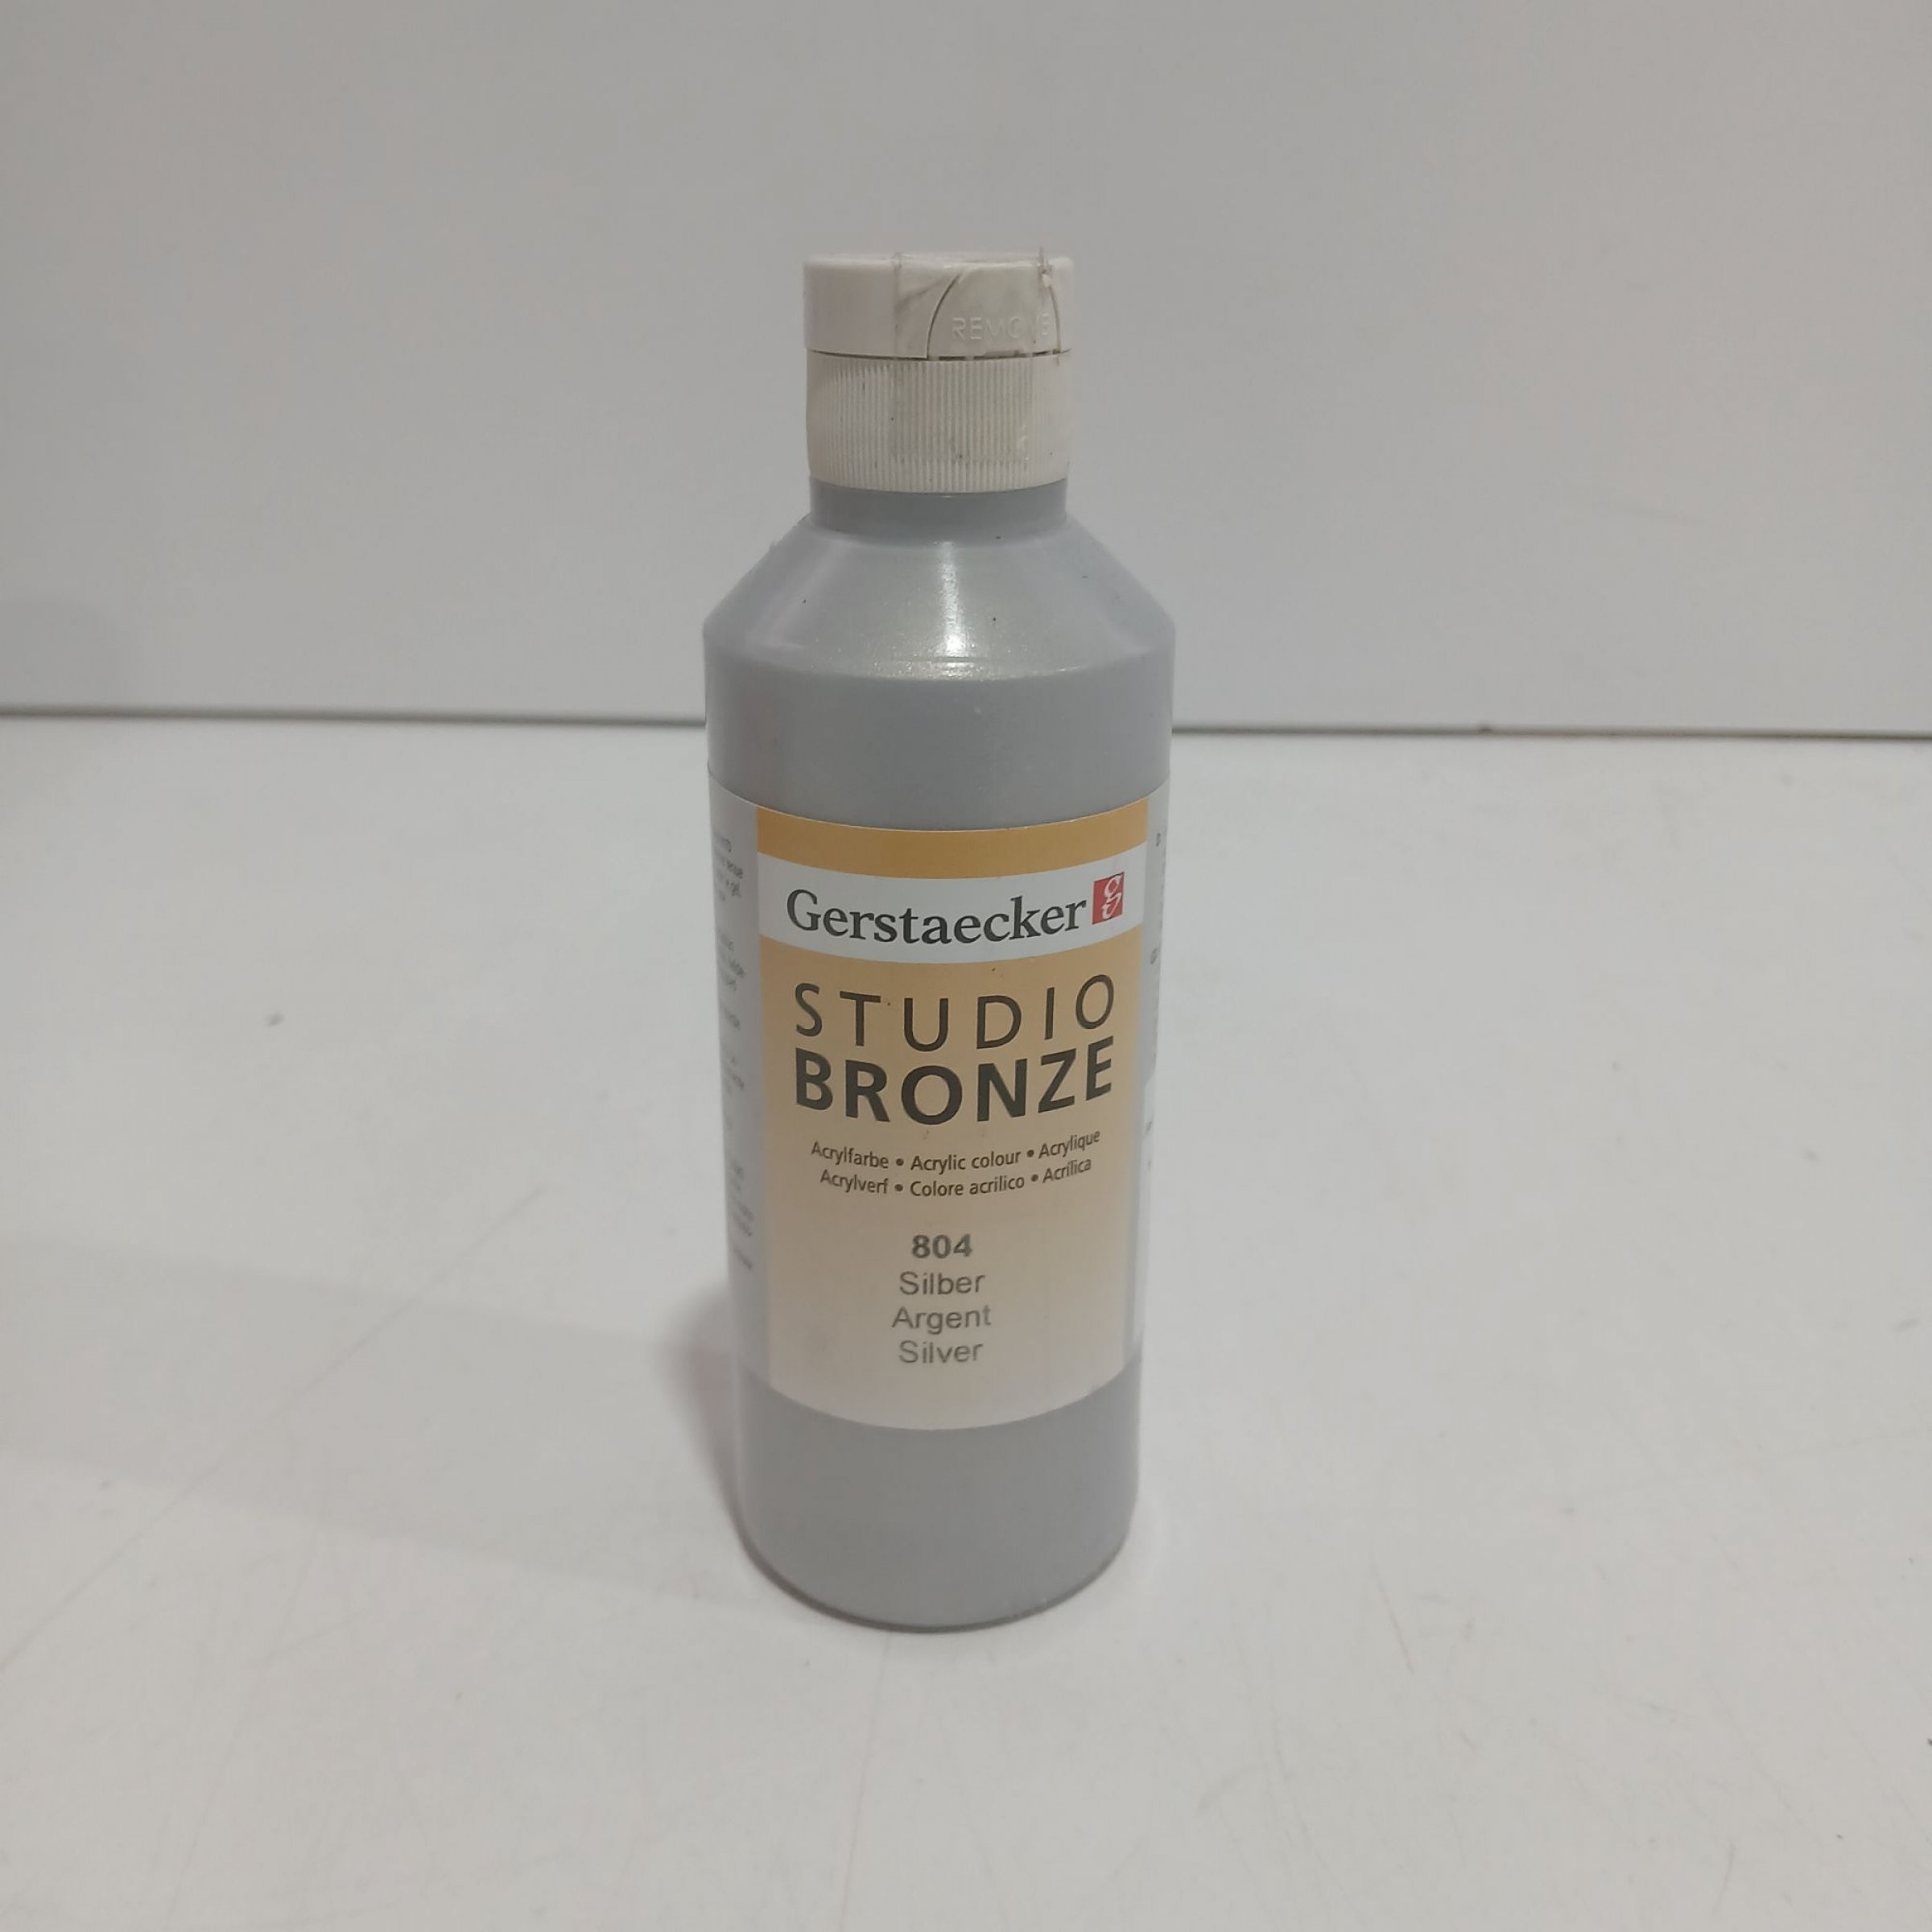 REMOVE
Gerstaecker
STUDIO
BRONZE
Acrylfarbe • Acrylic colour • Acrylique
Acrylverf • Colore acrilico • Acrílica
804
Silber
Argent
Silver